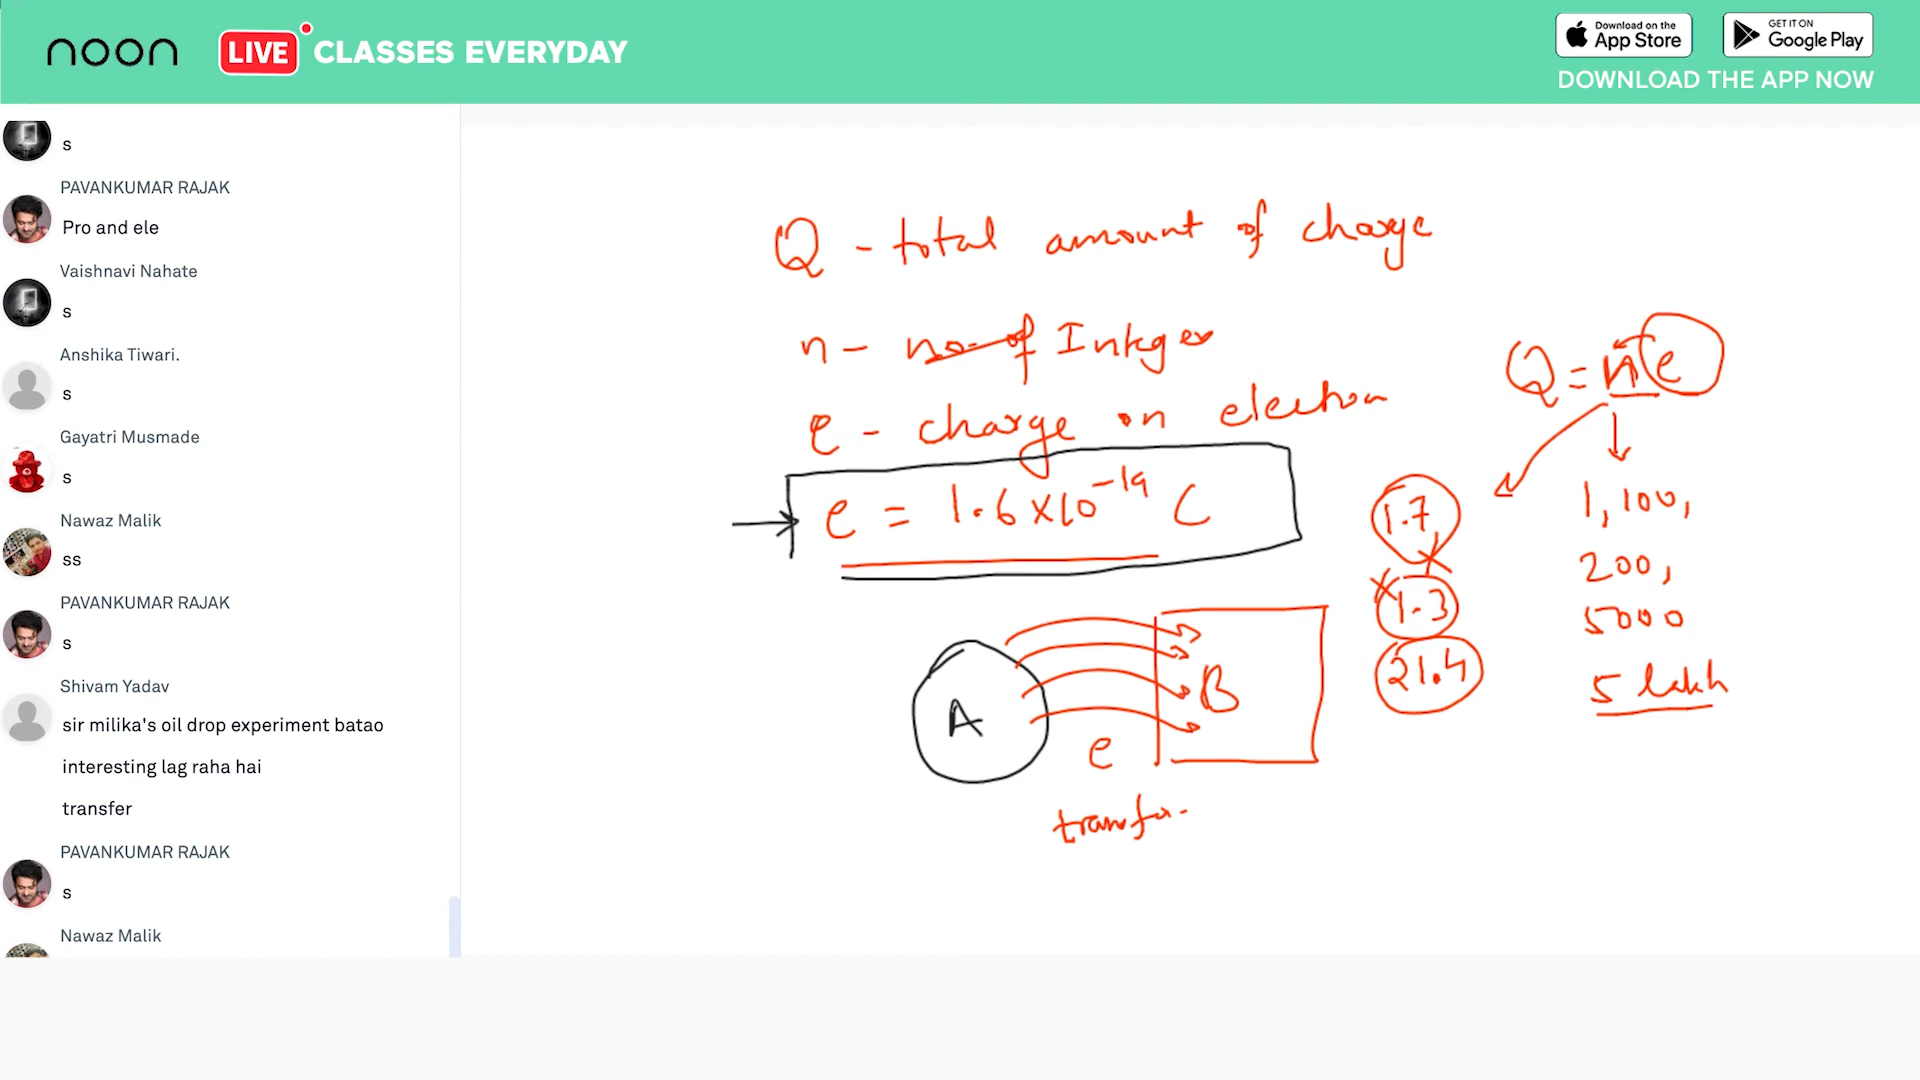 noon LIVE CLASSES EVERYDAY
Download on the App Store
GET IT ON Google Play
DOWNLOAD THE APP NOW
s
PAVANKUMAR RAJAK
Pro and ele
Vaishnavi Nahate
s
Anshika Tiwari.
s
Gayatri Musmade
s
Nawaz Malik
ss
PAVANKUMAR RAJAK
s
Shivam Yadav
sir milika's oil drop experiment batao
interesting lag raha hai
transfer
PAVANKUMAR RAJAK
s
Nawaz Malik
Q - total amount of charge
n - no. of Integer
e - charge on electron
e = 1.6×10⁻¹⁹ C
A
B
e
transfer
Q = ne
1.7
1.3
21.4
1, 100,
200,
5000
5 lakh